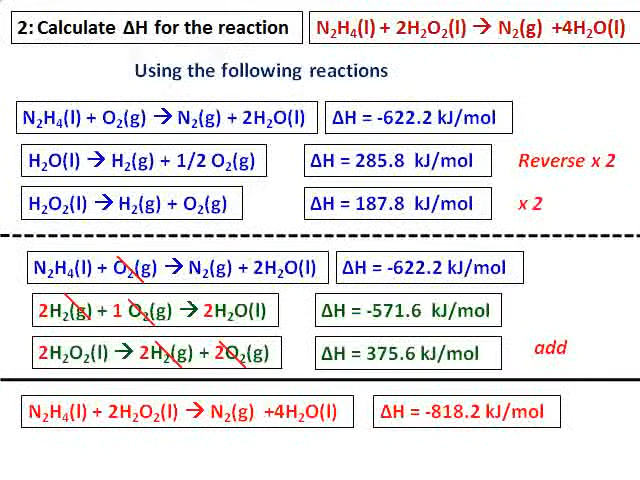 2: Calculate ΔH for the reaction N₂H₄(l) + 2H₂O₂(l) → N₂(g) +4H₂O(l)
Using the following reactions
N₂H₄(l) + O₂(g) → N₂(g) + 2H₂O(l) ΔH = -622.2 kJ/mol
H₂O(l) → H₂(g) + 1/2 O₂(g) ΔH = 285.8 kJ/mol Reverse x 2
H₂O₂(l) → H₂(g) + O₂(g) ΔH = 187.8 kJ/mol x 2
N₂H₄(l) + O₂(g) → N₂(g) + 2H₂O(l) ΔH = -622.2 kJ/mol
2H₂(g) + 1 O₂(g) → 2H₂O(l) ΔH = -571.6 kJ/mol
2H₂O₂(l) → 2H₂(g) + 2O₂(g) ΔH = 375.6 kJ/mol add
N₂H₄(l) + 2H₂O₂(l) → N₂(g) +4H₂O(l) ΔH = -818.2 kJ/mol